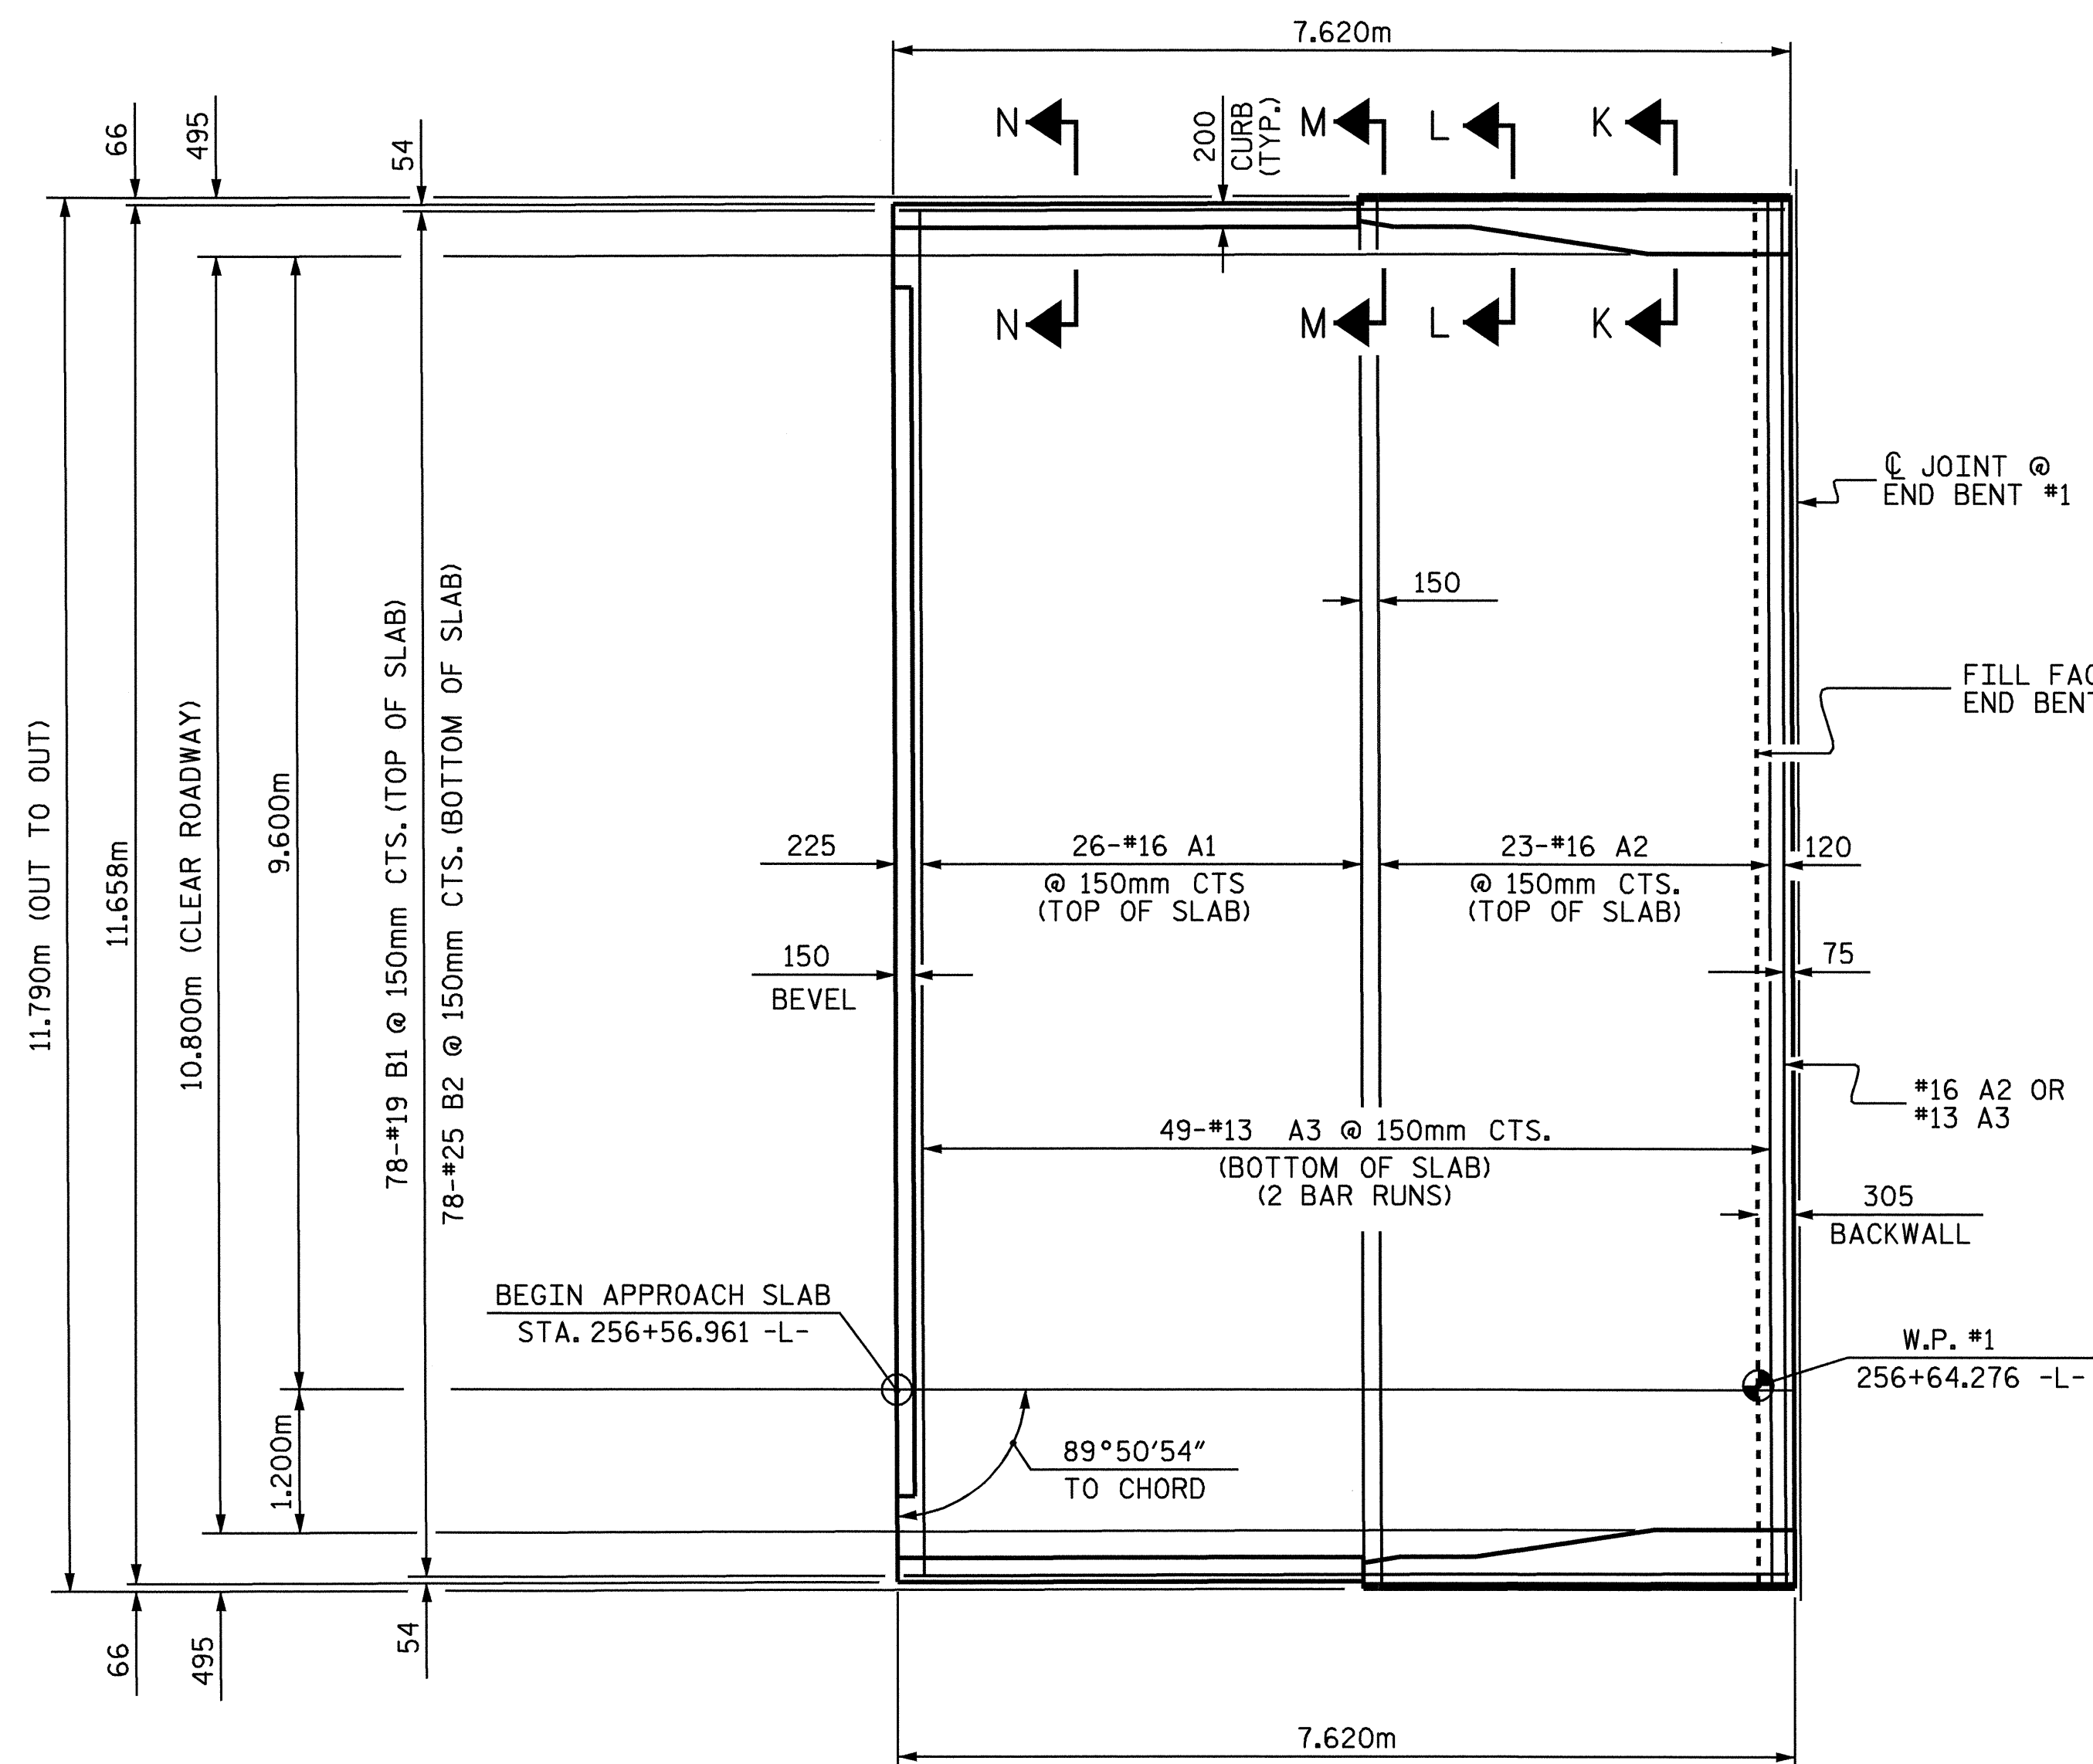 7.620m
66
495
54
200
CURB
(TYP.)
N
M
L
K
N
M
L
K
℄ JOINT @
END BENT #1
150
FILL FAC
END BENT
11.790m (OUT TO OUT)
11.658m
10.800m (CLEAR ROADWAY)
9.600m
78-#19 B1 @ 150mm CTS. (TOP OF SLAB)
78-#25 B2 @ 150mm CTS. (BOTTOM OF SLAB)
225
26-#16 A1
@ 150mm CTS
(TOP OF SLAB)
23-#16 A2
@ 150mm CTS.
(TOP OF SLAB)
120
150
BEVEL
75
#16 A2 OR
#13 A3
49-#13 A3 @ 150mm CTS.
(BOTTOM OF SLAB)
(2 BAR RUNS)
305
BACKWALL
BEGIN APPROACH SLAB
STA. 256+56.961 -L-
W.P. #1
256+64.276 -L-
1.200m
89°50'54"
TO CHORD
66
495
54
7.620m